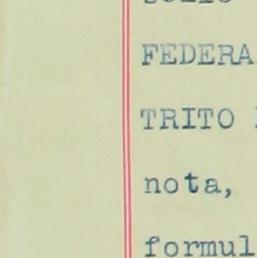 FEDERA
TRITO
nota,
formul